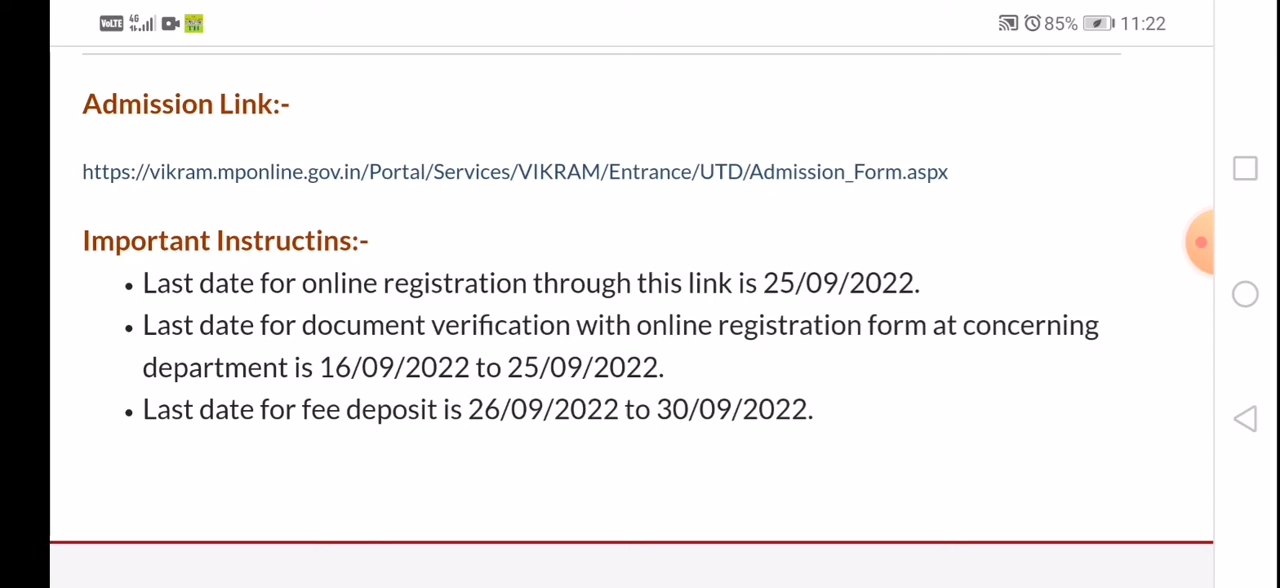 VoLTE 4G 85% 11:22
Admission Link:-
https://vikram.mponline.gov.in/Portal/Services/VIKRAM/Entrance/UTD/Admission_Form.aspx
Important Instructins:-
• Last date for online registration through this link is 25/09/2022.
• Last date for document verification with online registration form at concerning
department is 16/09/2022 to 25/09/2022.
• Last date for fee deposit is 26/09/2022 to 30/09/2022.